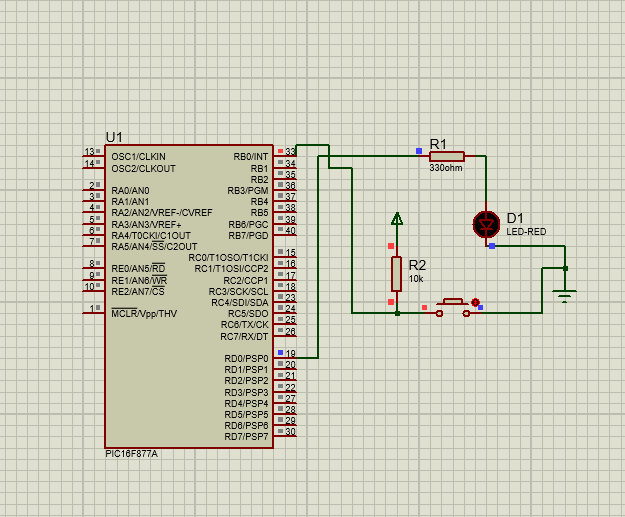 U1
13 OSC1/CLKIN
14 OSC2/CLKOUT
2 RA0/AN0
3 RA1/AN1
4 RA2/AN2/VREF-/CVREF
5 RA3/AN3/VREF+
6 RA4/T0CKI/C1OUT
7 RA5/AN4/SS/C2OUT
8 RE0/AN5/RD
9 RE1/AN6/WR
10 RE2/AN7/CS
1 MCLR/Vpp/THV
RB0/INT 33
RB1 34
RB2 35
RB3/PGM 36
RB4 37
RB5 38
RB6/PGC 39
RB7/PGD 40
RC0/T1OSO/T1CKI 15
RC1/T1OSI/CCP2 16
RC2/CCP1 17
RC3/SCK/SCL 18
RC4/SDI/SDA 23
RC5/SDO 24
RC6/TX/CK 25
RC7/RX/DT 26
RD0/PSP0 19
RD1/PSP1 20
RD2/PSP2 21
RD3/PSP3 22
RD4/PSP4 27
RD5/PSP5 28
RD6/PSP6 29
RD7/PSP7 30
PIC16F877A
R1
330ohm
D1
LED-RED
R2
10k